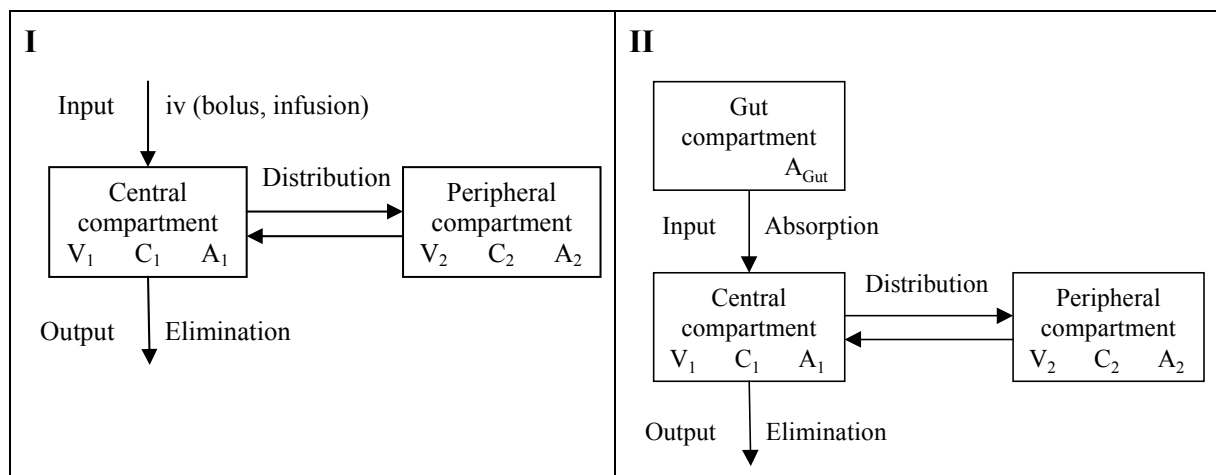 I
Input iv (bolus, infusion)
Central
compartment
V₁ C₁ A₁
Distribution
Peripheral
compartment
V₂ C₂ A₂
Output Elimination
II
Gut
compartment
A_Gut
Input Absorption
Central
compartment
V₁ C₁ A₁
Distribution
Peripheral
compartment
V₂ C₂ A₂
Output Elimination